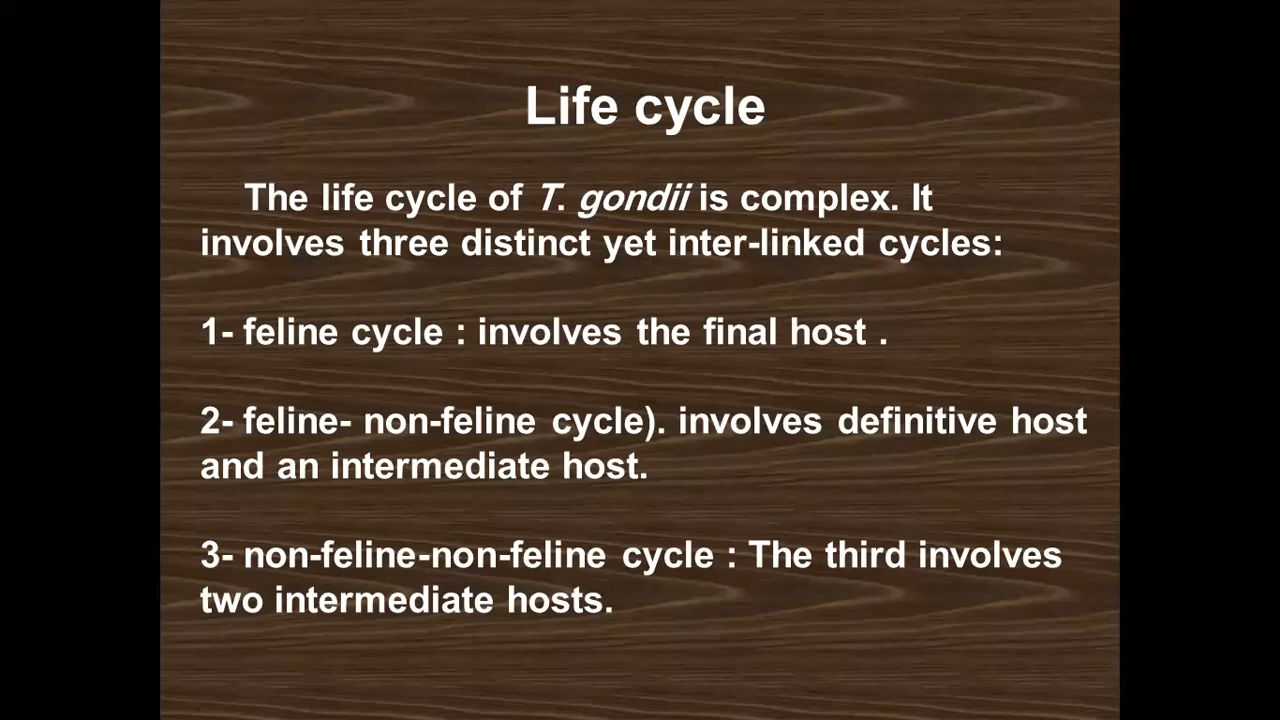 Life cycle
The life cycle of T. gondii is complex. It
involves three distinct yet inter-linked cycles:
1- feline cycle : involves the final host .
2- feline- non-feline cycle). involves definitive host
and an intermediate host.
3- non-feline-non-feline cycle : The third involves
two intermediate hosts.